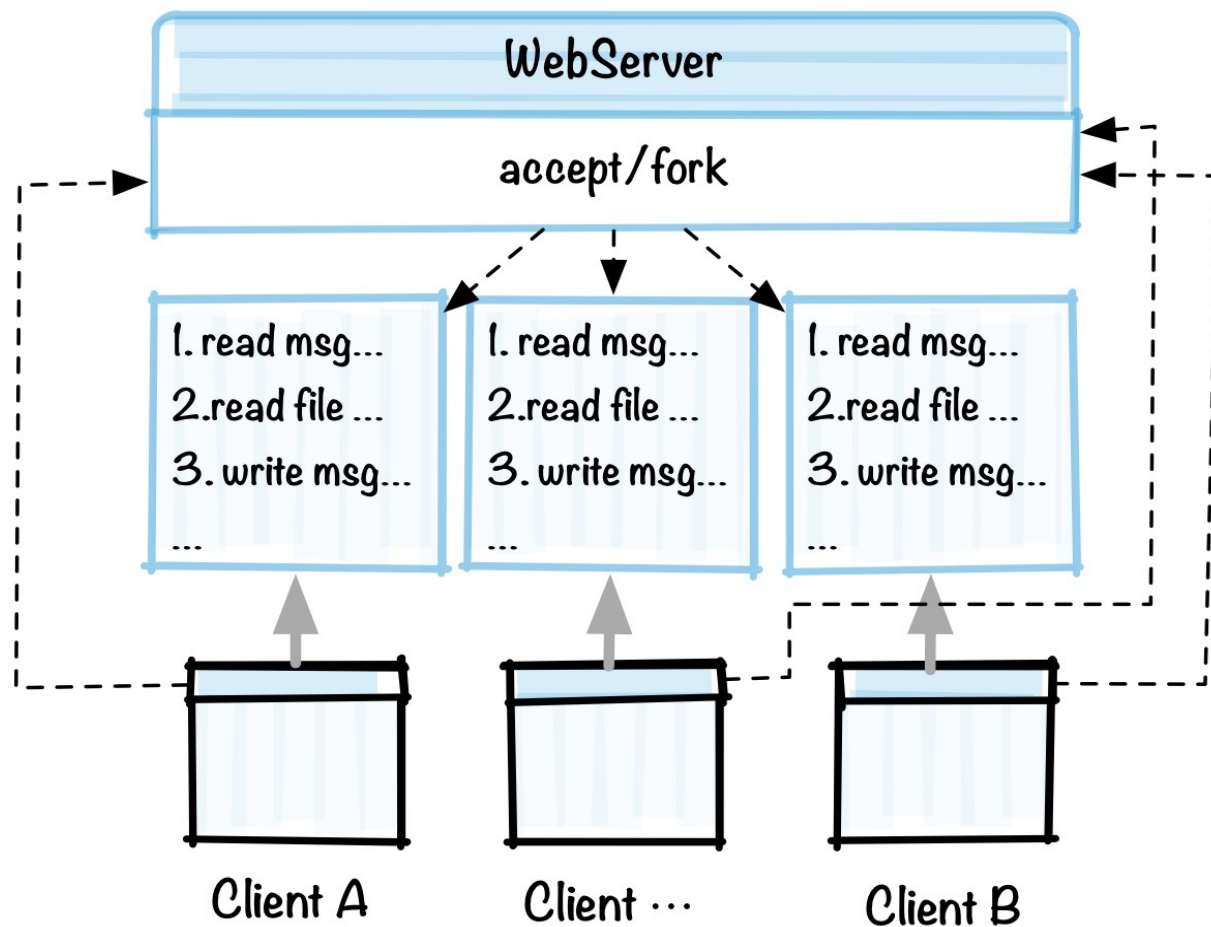 WebServer
accept/fork
1. read msg...
2.read file ...
3. write msg...
...
1. read msg...
2.read file ...
3. write msg...
...
1. read msg...
2.read file ...
3. write msg...
...
Client A
Client ...
Client B